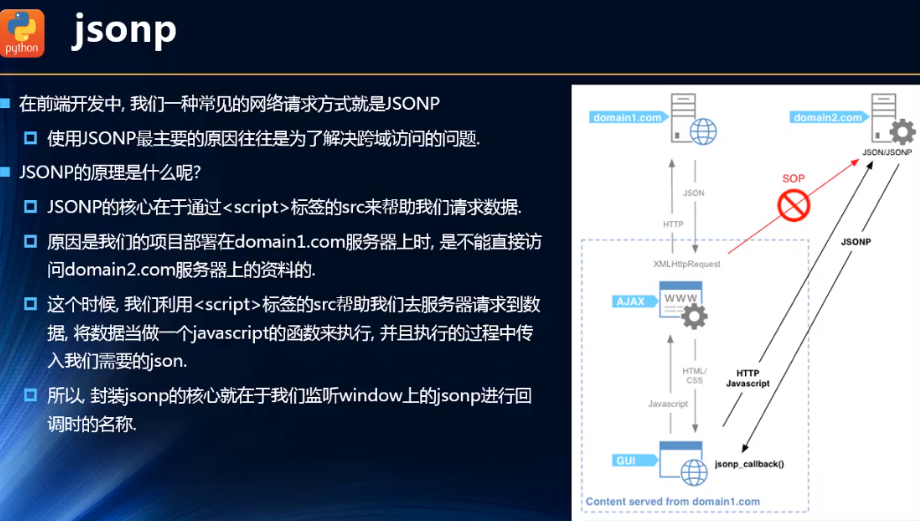 python
jsonp
在前端开发中, 我们一种常见的网络请求方式就是JSONP
使用JSONP最主要的原因往往是为了解决跨域访问的问题.
JSONP的原理是什么呢?
JSONP的核心在于通过<script>标签的src来帮助我们请求数据.
原因是我们的项目部署在domain1.com服务器上时, 是不能直接访
问domain2.com服务器上的资料的.
这个时候, 我们利用<script>标签的src帮助我们去服务器请求到数
据, 将数据当做一个javascript的函数来执行, 并且执行的过程中传
入我们需要的json.
所以, 封装jsonp的核心就在于我们监听window上的jsonp进行回
调时的名称.
domain1.com
domain2.com
JSON/JSONP
SOP
JSON
HTTP
JSONP
XMLHttpRequest
AJAX
WWW
HTML/
CSS
HTTP
Javascript
Javascript
GUI
jsonp_callback()
Content served from domain1.com